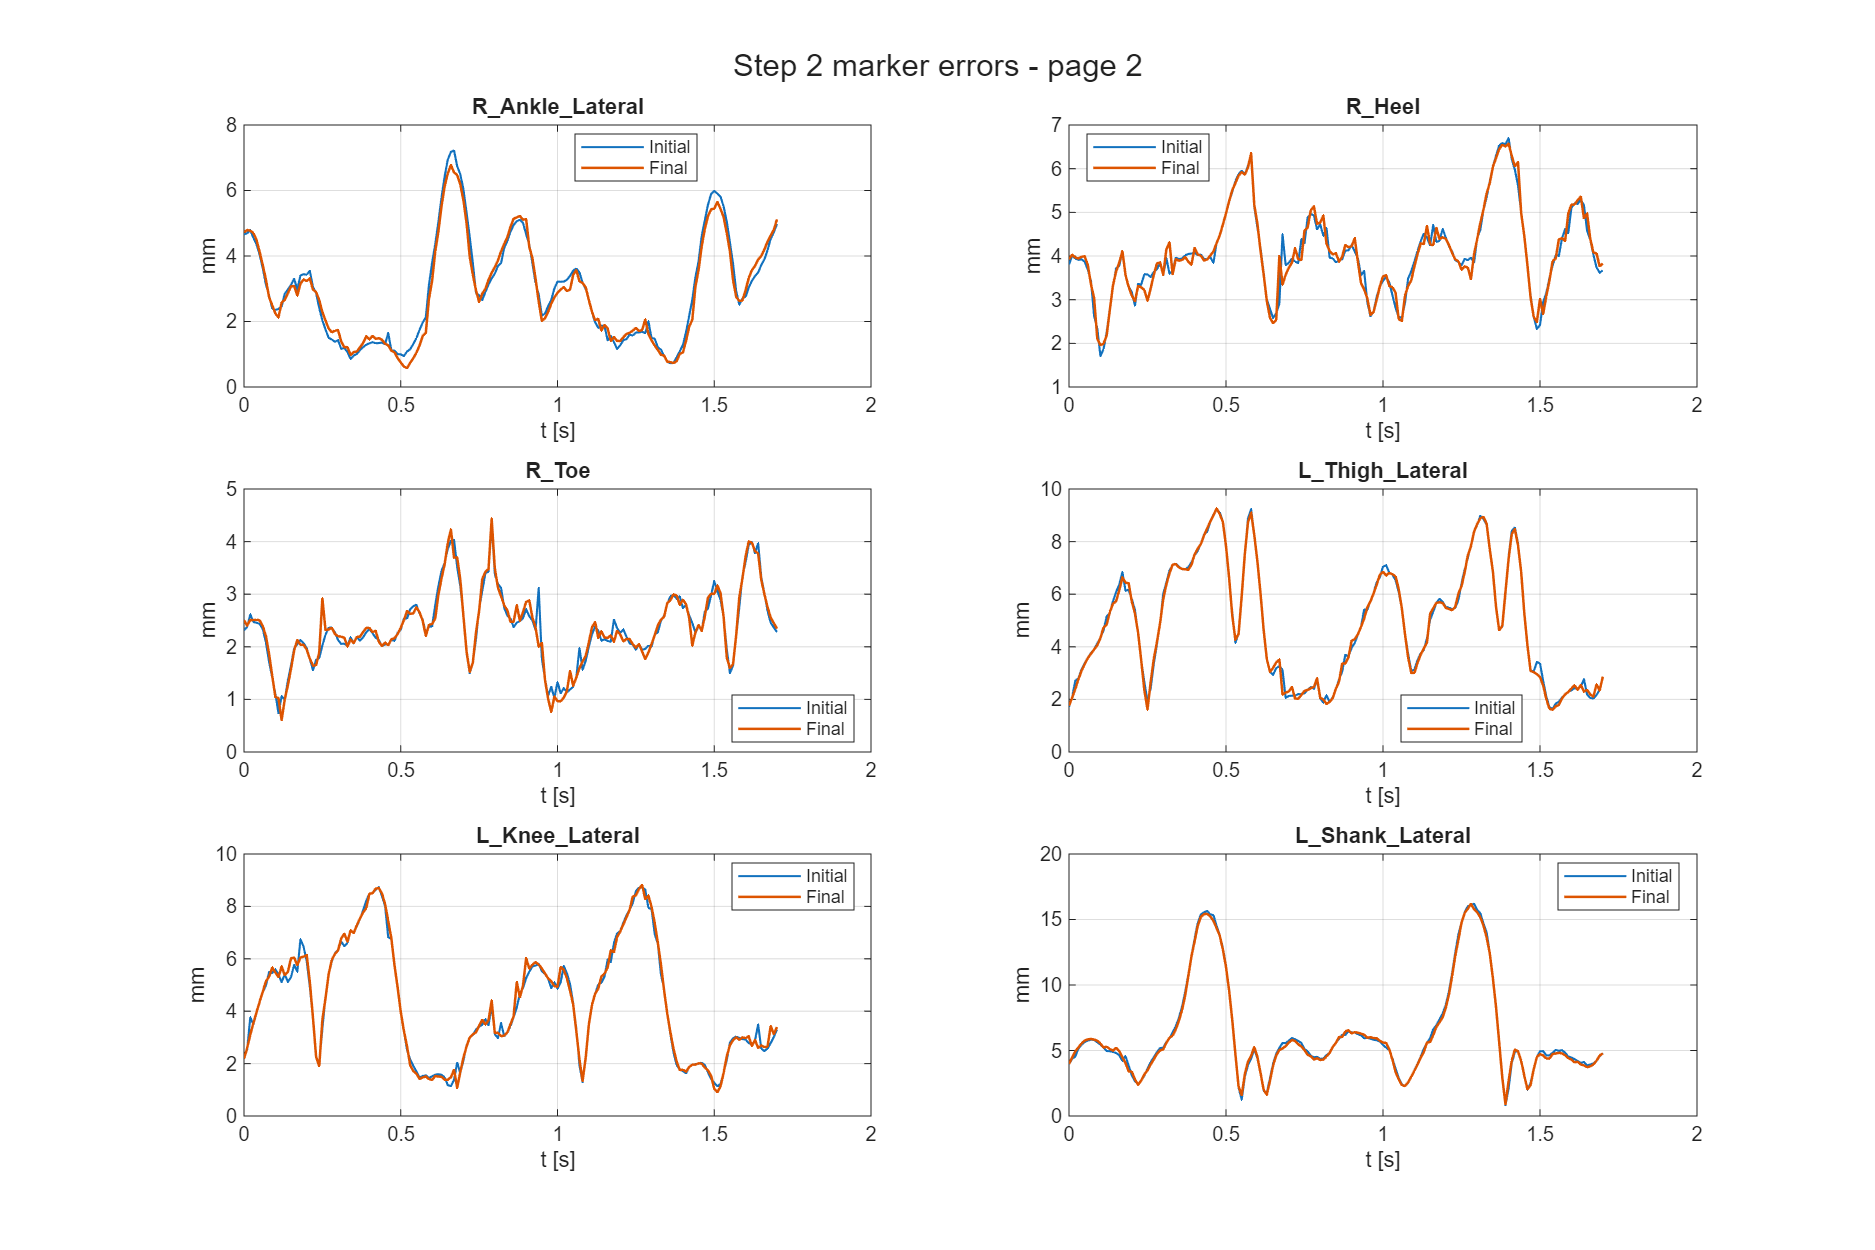 Step 2 marker errors - page 2
R_Ankle_Lateral
8
6
4
2
0
mm
Initial
Final
0 0.5 1 1.5 2
t [s]
R_Heel
7
6
5
4
3
2
1
mm
Initial
Final
0 0.5 1 1.5 2
t [s]
R_Toe
5
4
3
2
1
0
mm
Initial
Final
0 0.5 1 1.5 2
t [s]
L_Thigh_Lateral
10
8
6
4
2
0
mm
Initial
Final
0 0.5 1 1.5 2
t [s]
L_Knee_Lateral
10
8
6
4
2
0
mm
Initial
Final
0 0.5 1 1.5 2
t [s]
L_Shank_Lateral
20
15
10
5
0
mm
Initial
Final
0 0.5 1 1.5 2
t [s]